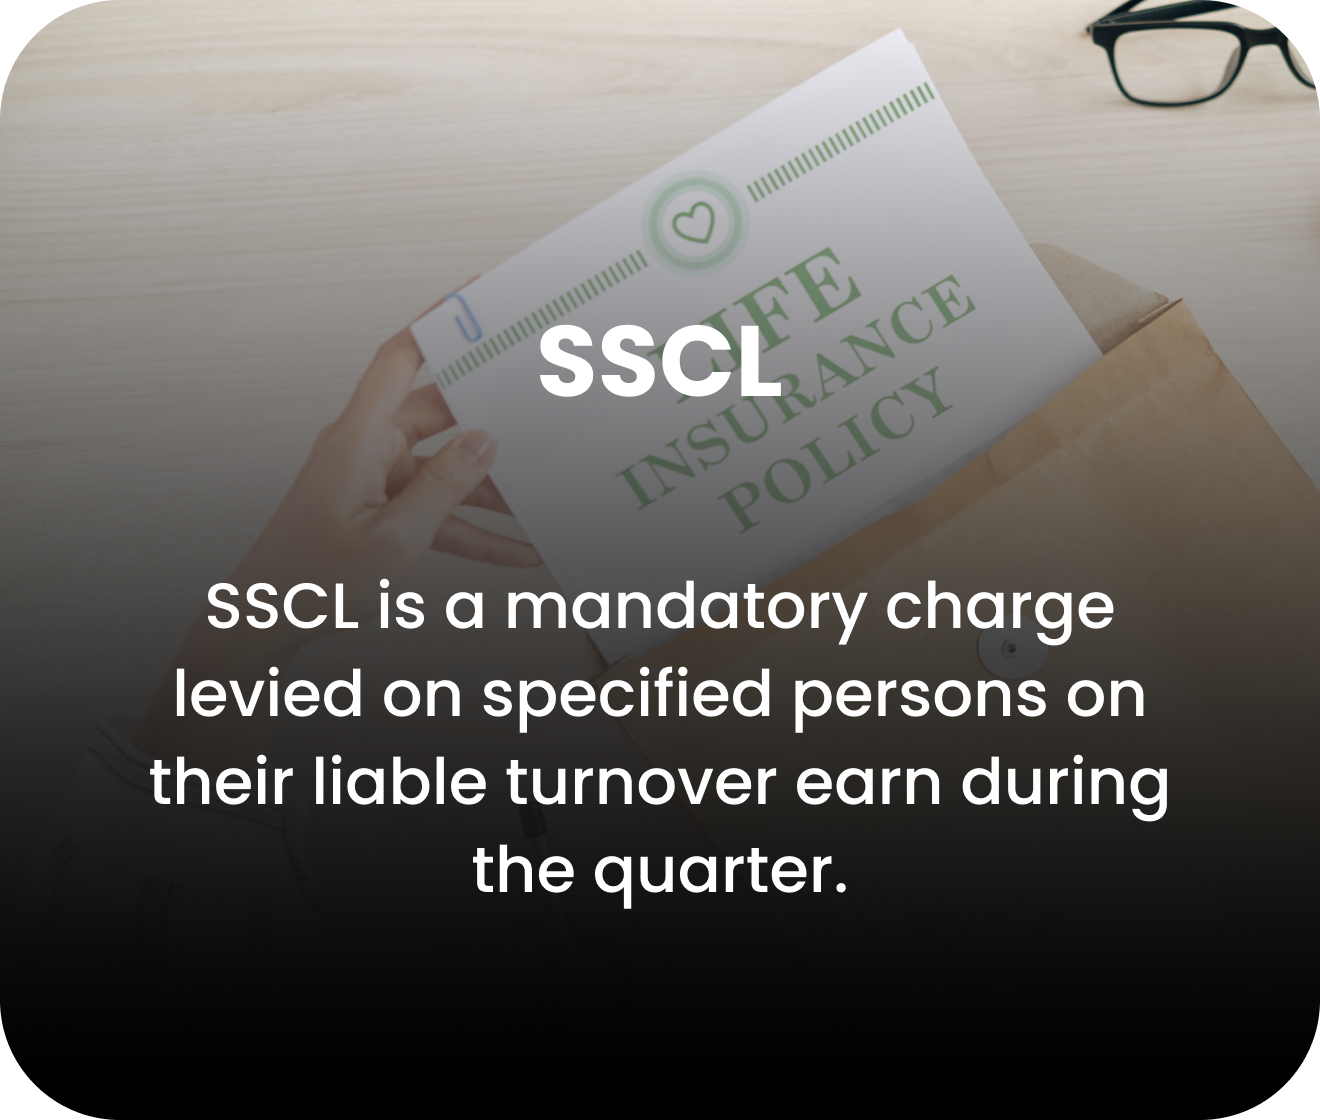 LIFE
INSURANCE
POLICY
SSCL
SSCL is a mandatory charge
levied on specified persons on
their liable turnover earn during
the quarter.